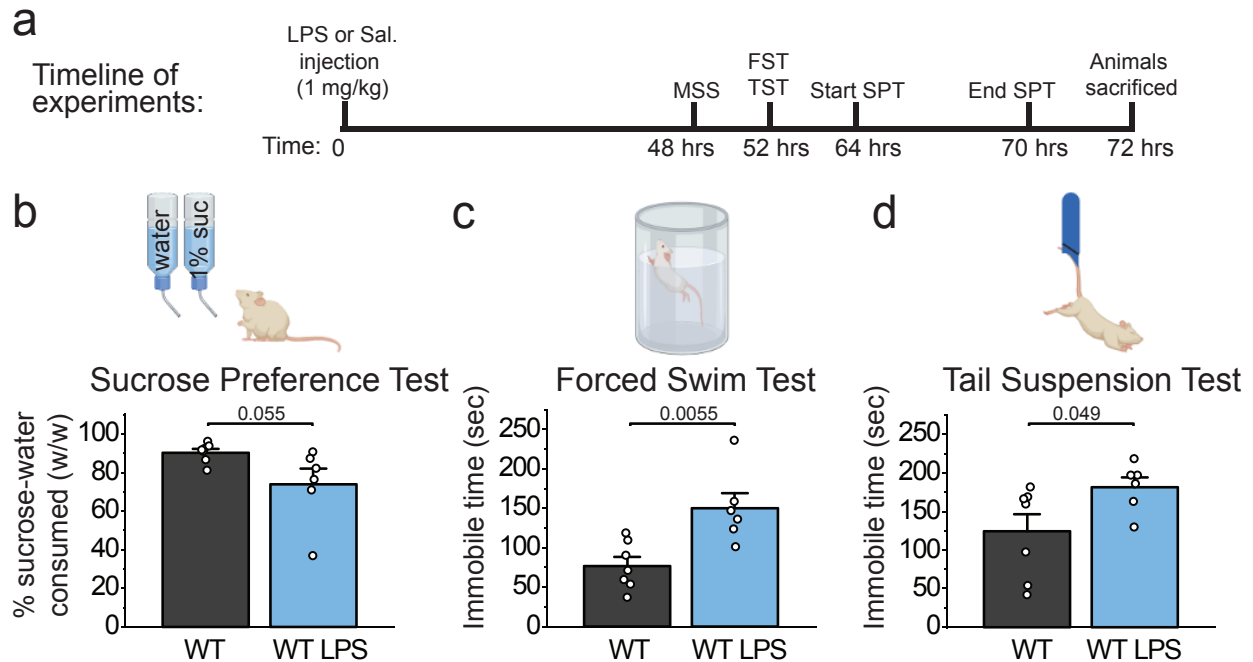 a
Timeline of
experiments:
LPS or Sal.
injection
(1 mg/kg)
MSS
FST
TST
Start SPT
End SPT
Animals
sacrificed
Time: 0
48 hrs
52 hrs
64 hrs
70 hrs
72 hrs
b
water
1% suc
Sucrose Preference Test
% sucrose-water
consumed (w/w)
0.055
100
80
60
40
20
0
WT
WT LPS
c
Forced Swim Test
Immobile time (sec)
0.0055
250
200
150
100
50
0
WT
WT LPS
d
Tail Suspension Test
Immobile time (sec)
0.049
250
200
150
100
50
0
WT
WT LPS